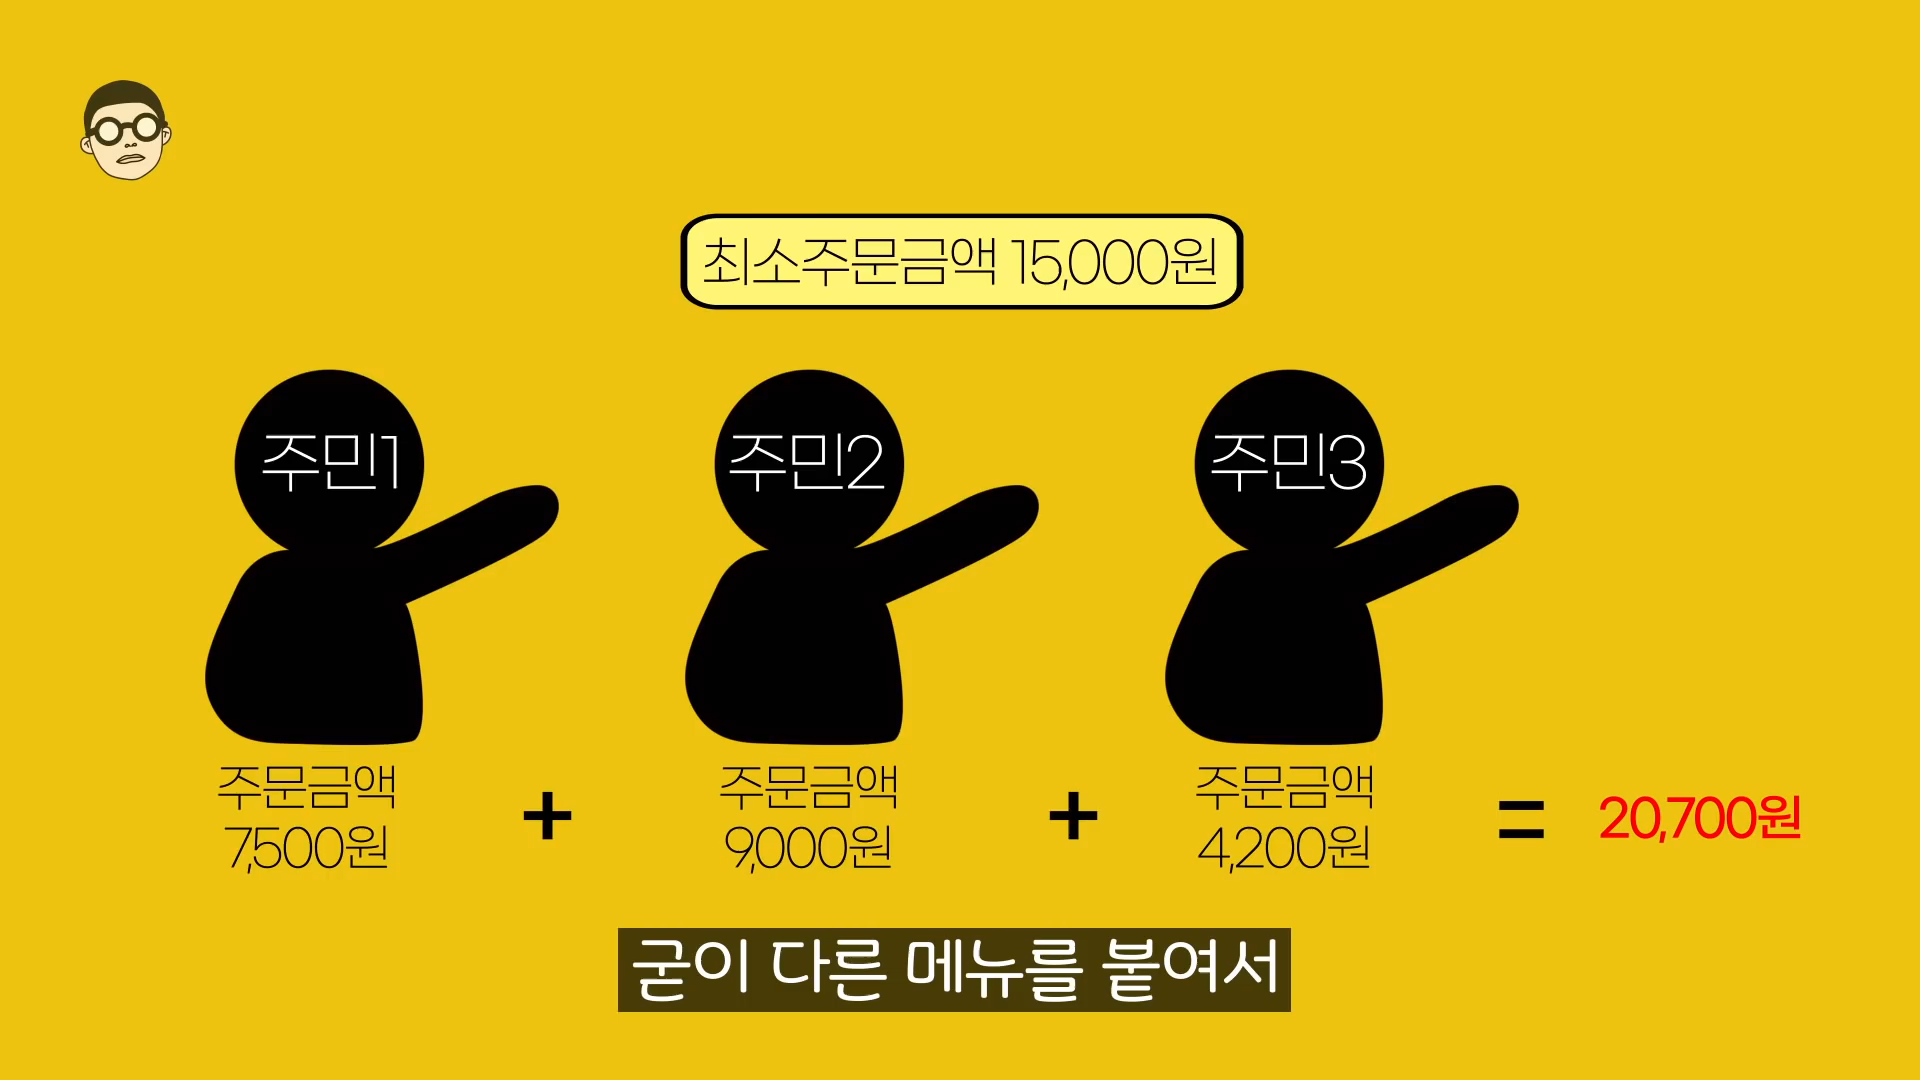 최소주문금액 15,000원
주민1
주민2
주민3
주문금액
7,500원
+
주문금액
9,000원
+
주문금액
4,200원
=
20,700원
굳이 다른 메뉴를 붙여서